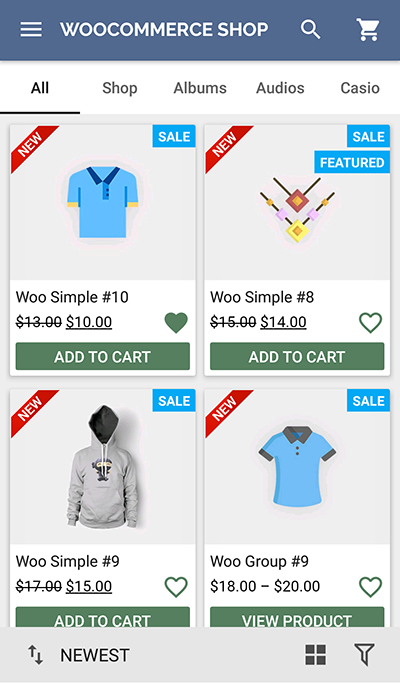 WOOCOMMERCE SHOP
All Shop Albums Audios Casio
NEW SALE
NEW SALE
FEATURED
Woo Simple #10
$13.00 $10.00
ADD TO CART
Woo Simple #8
$15.00 $14.00
ADD TO CART
NEW SALE
NEW SALE
Woo Simple #9
$17.00 $15.00
ADD TO CART
Woo Group #9
$18.00 – $20.00
VIEW PRODUCT
NEWEST